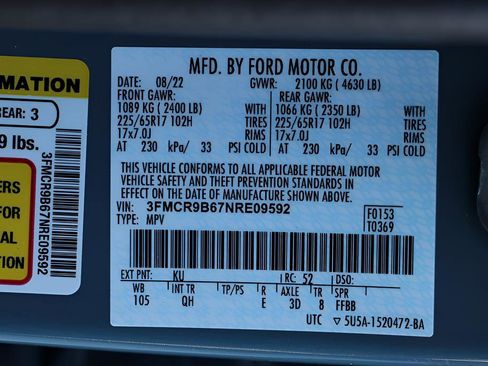 RMATION
REAR: 3
9 lbs.
ERS
FOR
AL
ION
3FMCR9B67NRE09592
MFD. BY FORD MOTOR CO.
DATE: 08/22 GVWR: 2100 KG ( 4630 LB)
FRONT GAWR: REAR GAWR:
1089 KG ( 2400 LB) WITH 1066 KG ( 2350 LB) WITH
225/65R17 102H TIRES 225/65R17 102H TIRES
17x7.0J RIMS 17x7.0J RIMS
AT 230 kPa/ 33 PSI COLD AT 230 kPa/ 33 PSI COLD
THIS VEHICLE CONFORMS TO ALL APPLICABLE FEDERAL MOTOR
VEHICLE SAFETY AND THEFT PREVENTION STANDARDS IN
EFFECT ON THE DATE OF MANUFACTURE SHOWN ABOVE.
VIN: 3FMCR9B67NRE09592 F0153
TYPE: MPV T0369
EXT PNT: KU RC: 52 DSO:
WB INT TR TP/PS R AXLE TR SPR
105 QH E 3D 8 FFBB
UTC ▽5U5A-1520472-BA